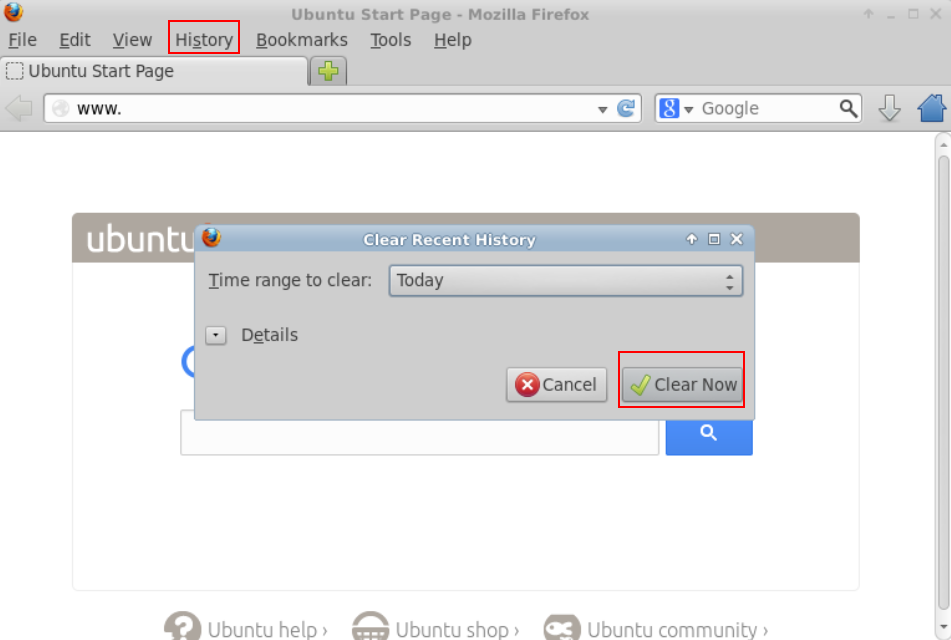 Ubuntu Start Page - Mozilla Firefox
File Edit View History Bookmarks Tools Help
Ubuntu Start Page
www. Google
ubuntu
Clear Recent History
Time range to clear: Today
Details
Cancel Clear Now
Ubuntu help › Ubuntu shop › Ubuntu community ›